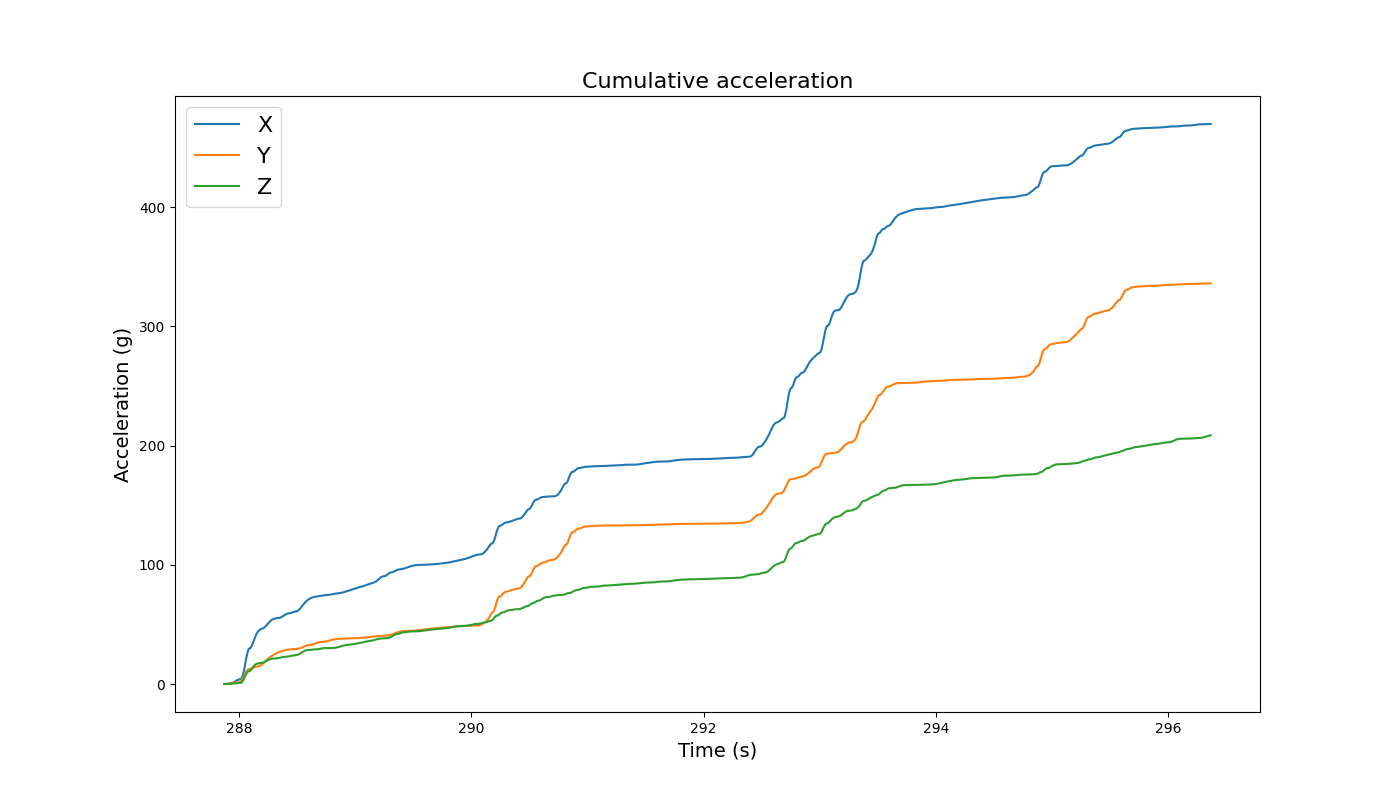 Cumulative acceleration
X
Y
Z
400
300
200
100
0
Acceleration (g)
288 290 292 294 296
Time (s)